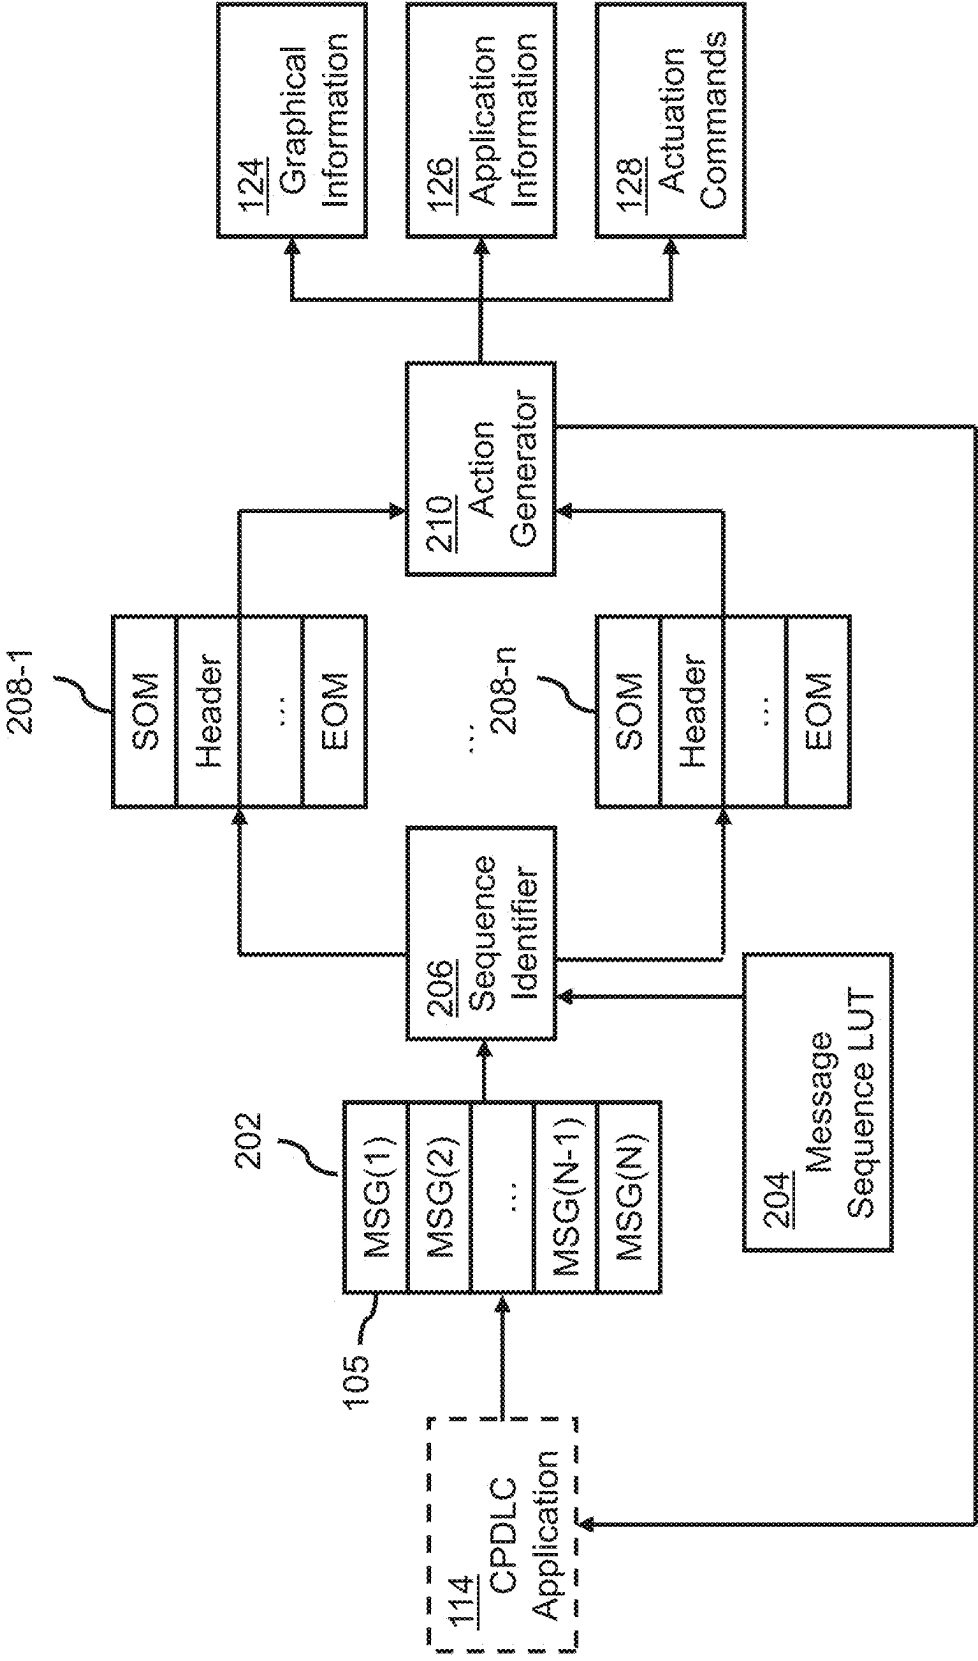 114
CPDLC
Application
105
202
MSG(1)
MSG(2)
...
MSG(N-1)
MSG(N)
204
Message
Sequence LUT
206
Sequence
Identifier
208-1
SOM
Header
...
EOM
...
208-n
SOM
Header
...
EOM
210
Action
Generator
124
Graphical
Information
126
Application
Information
128
Actuation
Commands